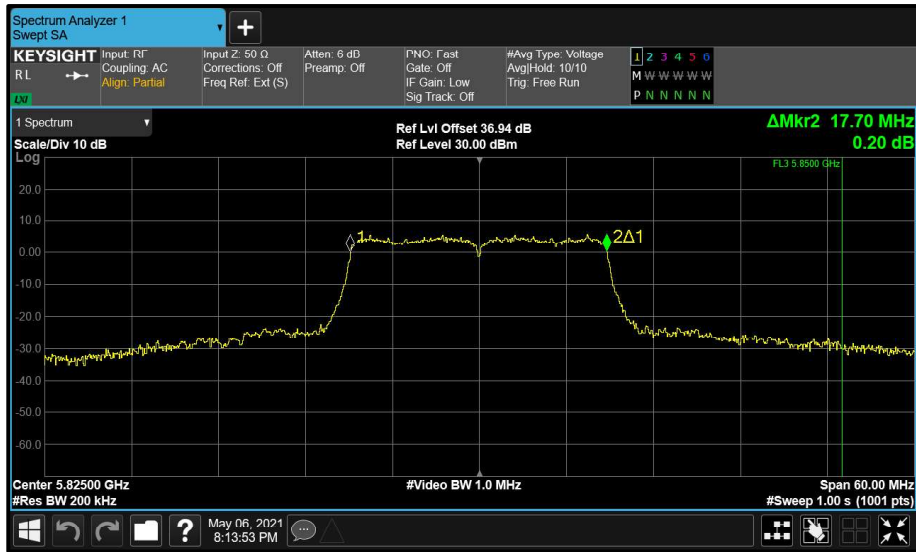 Spectrum Analyzer 1
Swept SA
KEYSIGHT
RL
LXI
Input: RF
Coupling: AC
Align: Partial
Input Z: 50 Ω
Corrections: Off
Freq Ref: Ext (S)
Atten: 6 dB
Preamp: Off
PNO: Fast
Gate: Off
IF Gain: Low
Sig Track: Off
#Avg Type: Voltage
Avg|Hold: 10/10
Trig: Free Run
1 2 3 4 5 6
M W W W W W
P N N N N N
1 Spectrum
Scale/Div 10 dB
Log
Ref Lvl Offset 36.94 dB
Ref Level 30.00 dBm
ΔMkr2 17.70 MHz
0.20 dB
FL3 5.8500 GHz
20.0
10.0
0.00
-10.0
-20.0
-30.0
-40.0
-50.0
-60.0
1
2Δ1
Center 5.82500 GHz
#Res BW 200 kHz
#Video BW 1.0 MHz
Span 60.00 MHz
#Sweep 1.00 s (1001 pts)
?
May 06, 2021
8:13:53 PM